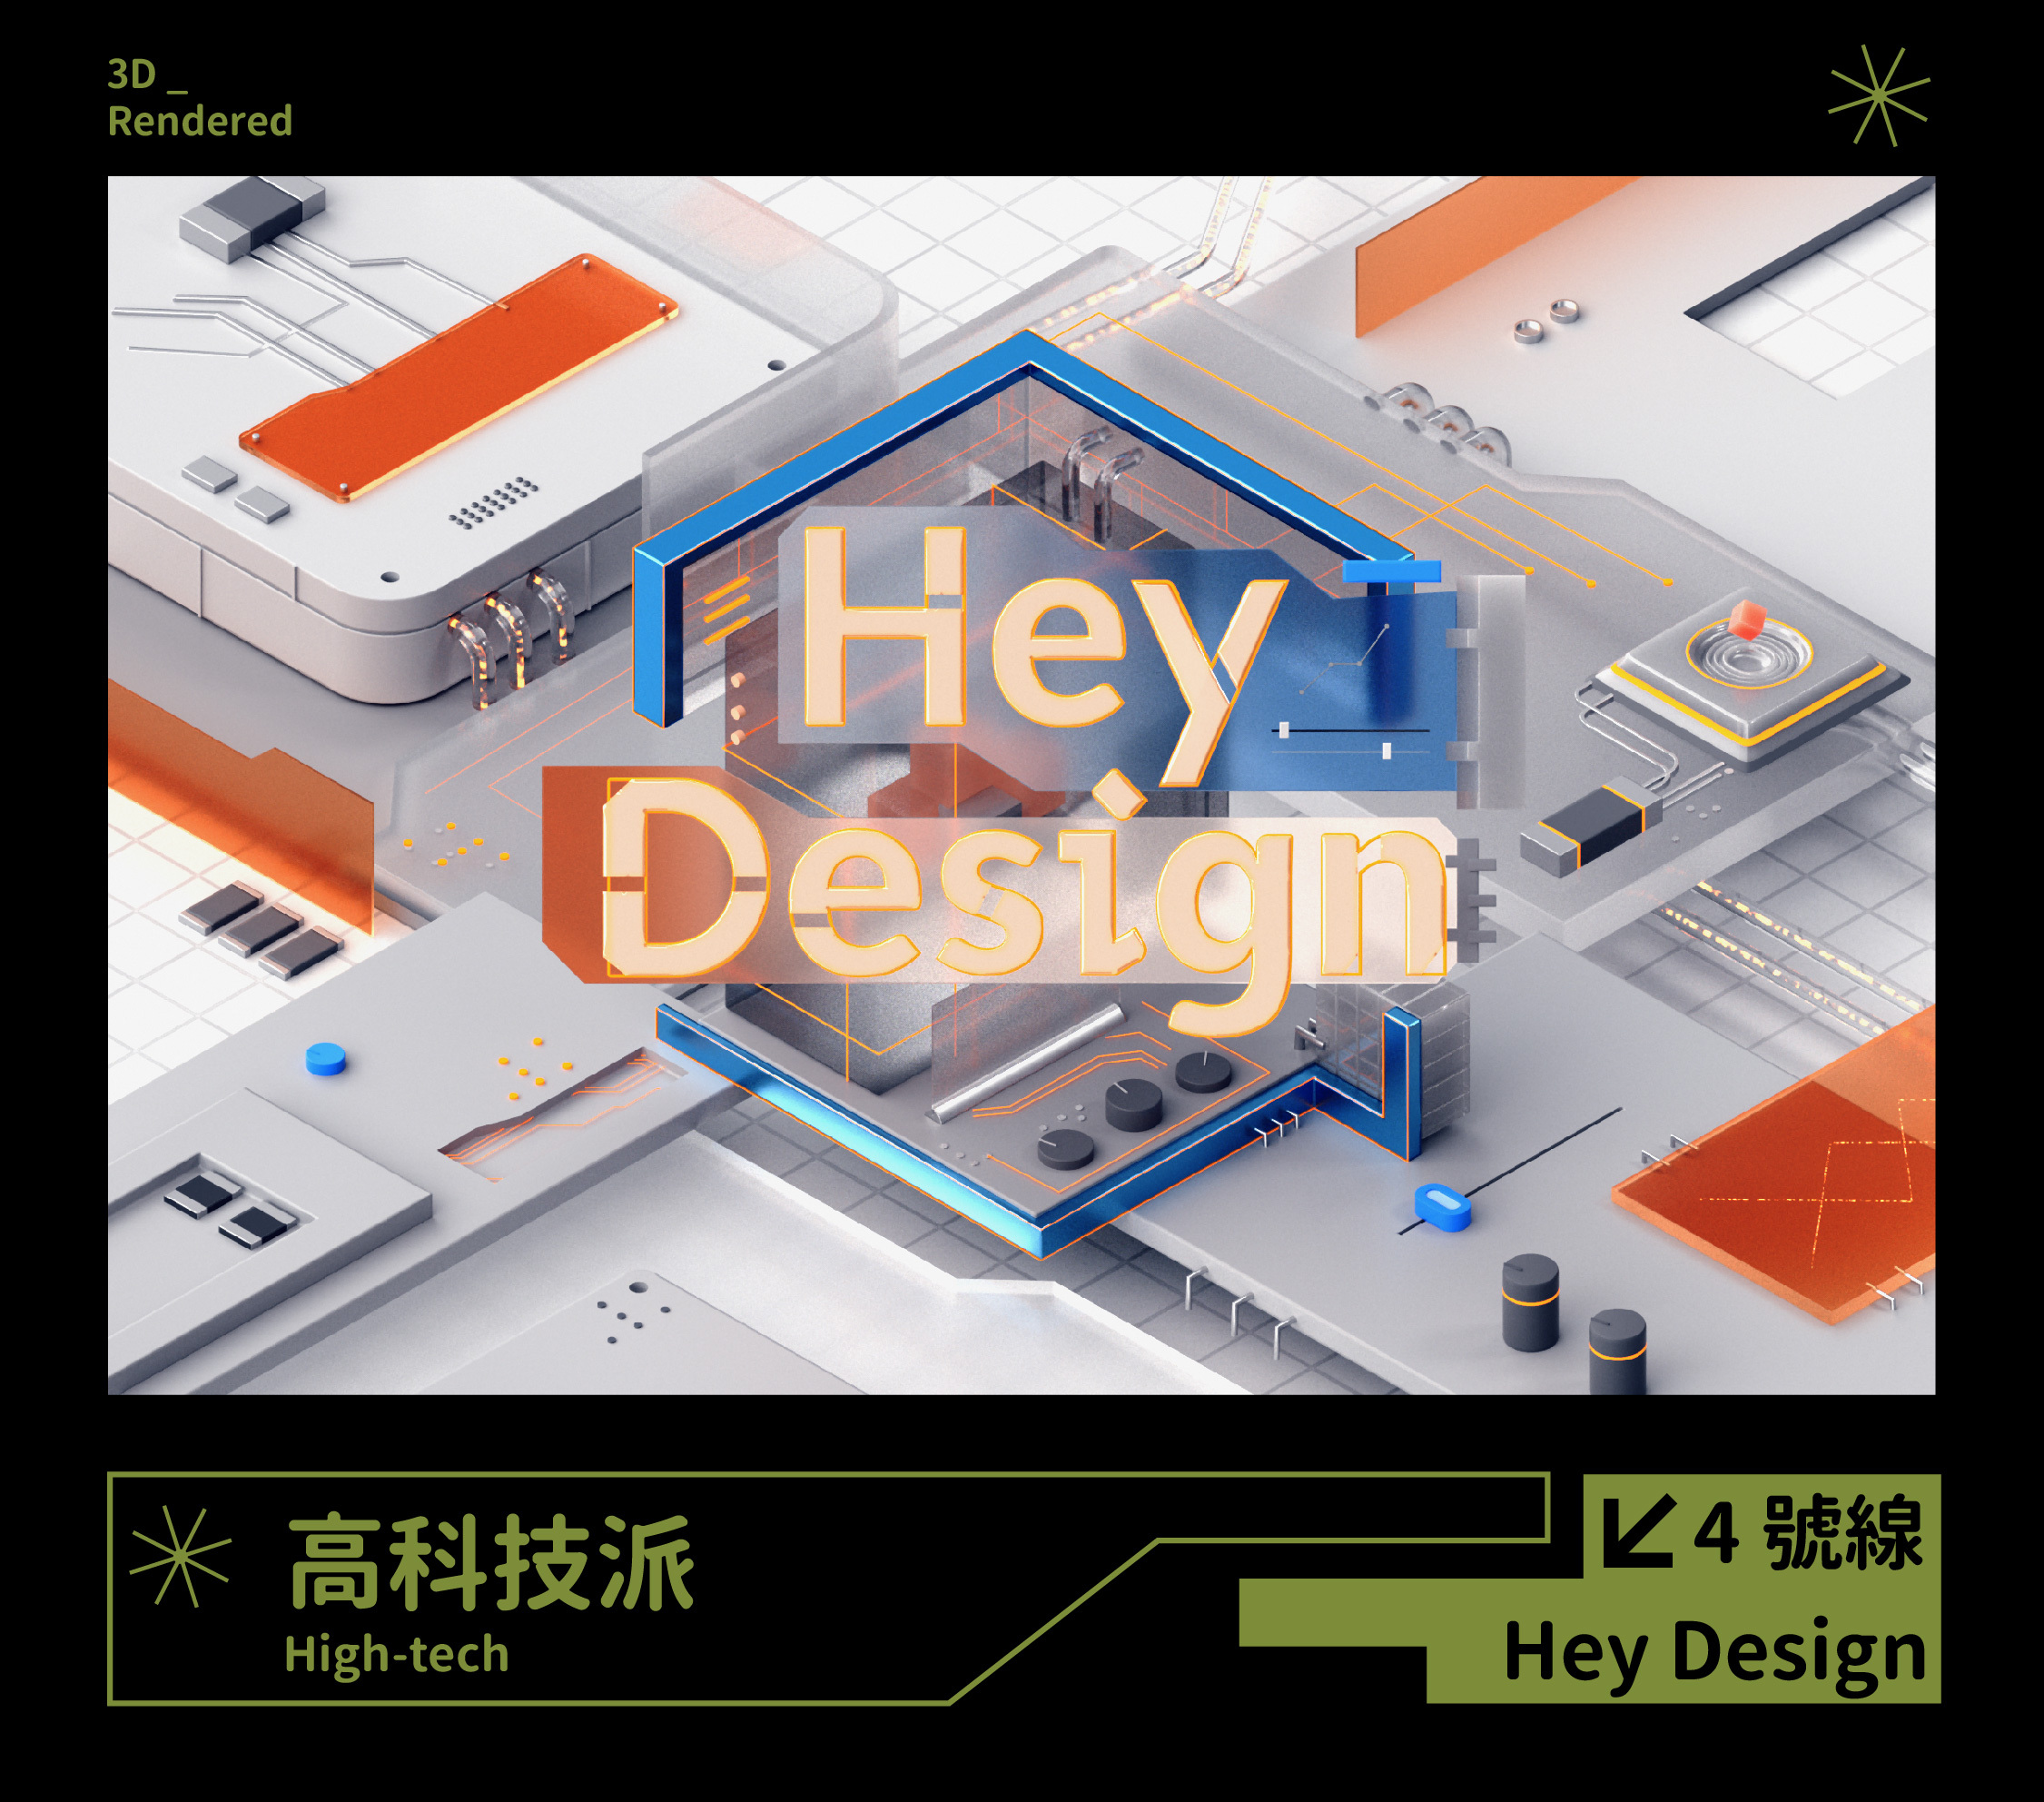 3D _
Rendered
Hey
Design
高科技派
High-tech
4 號線
Hey Design